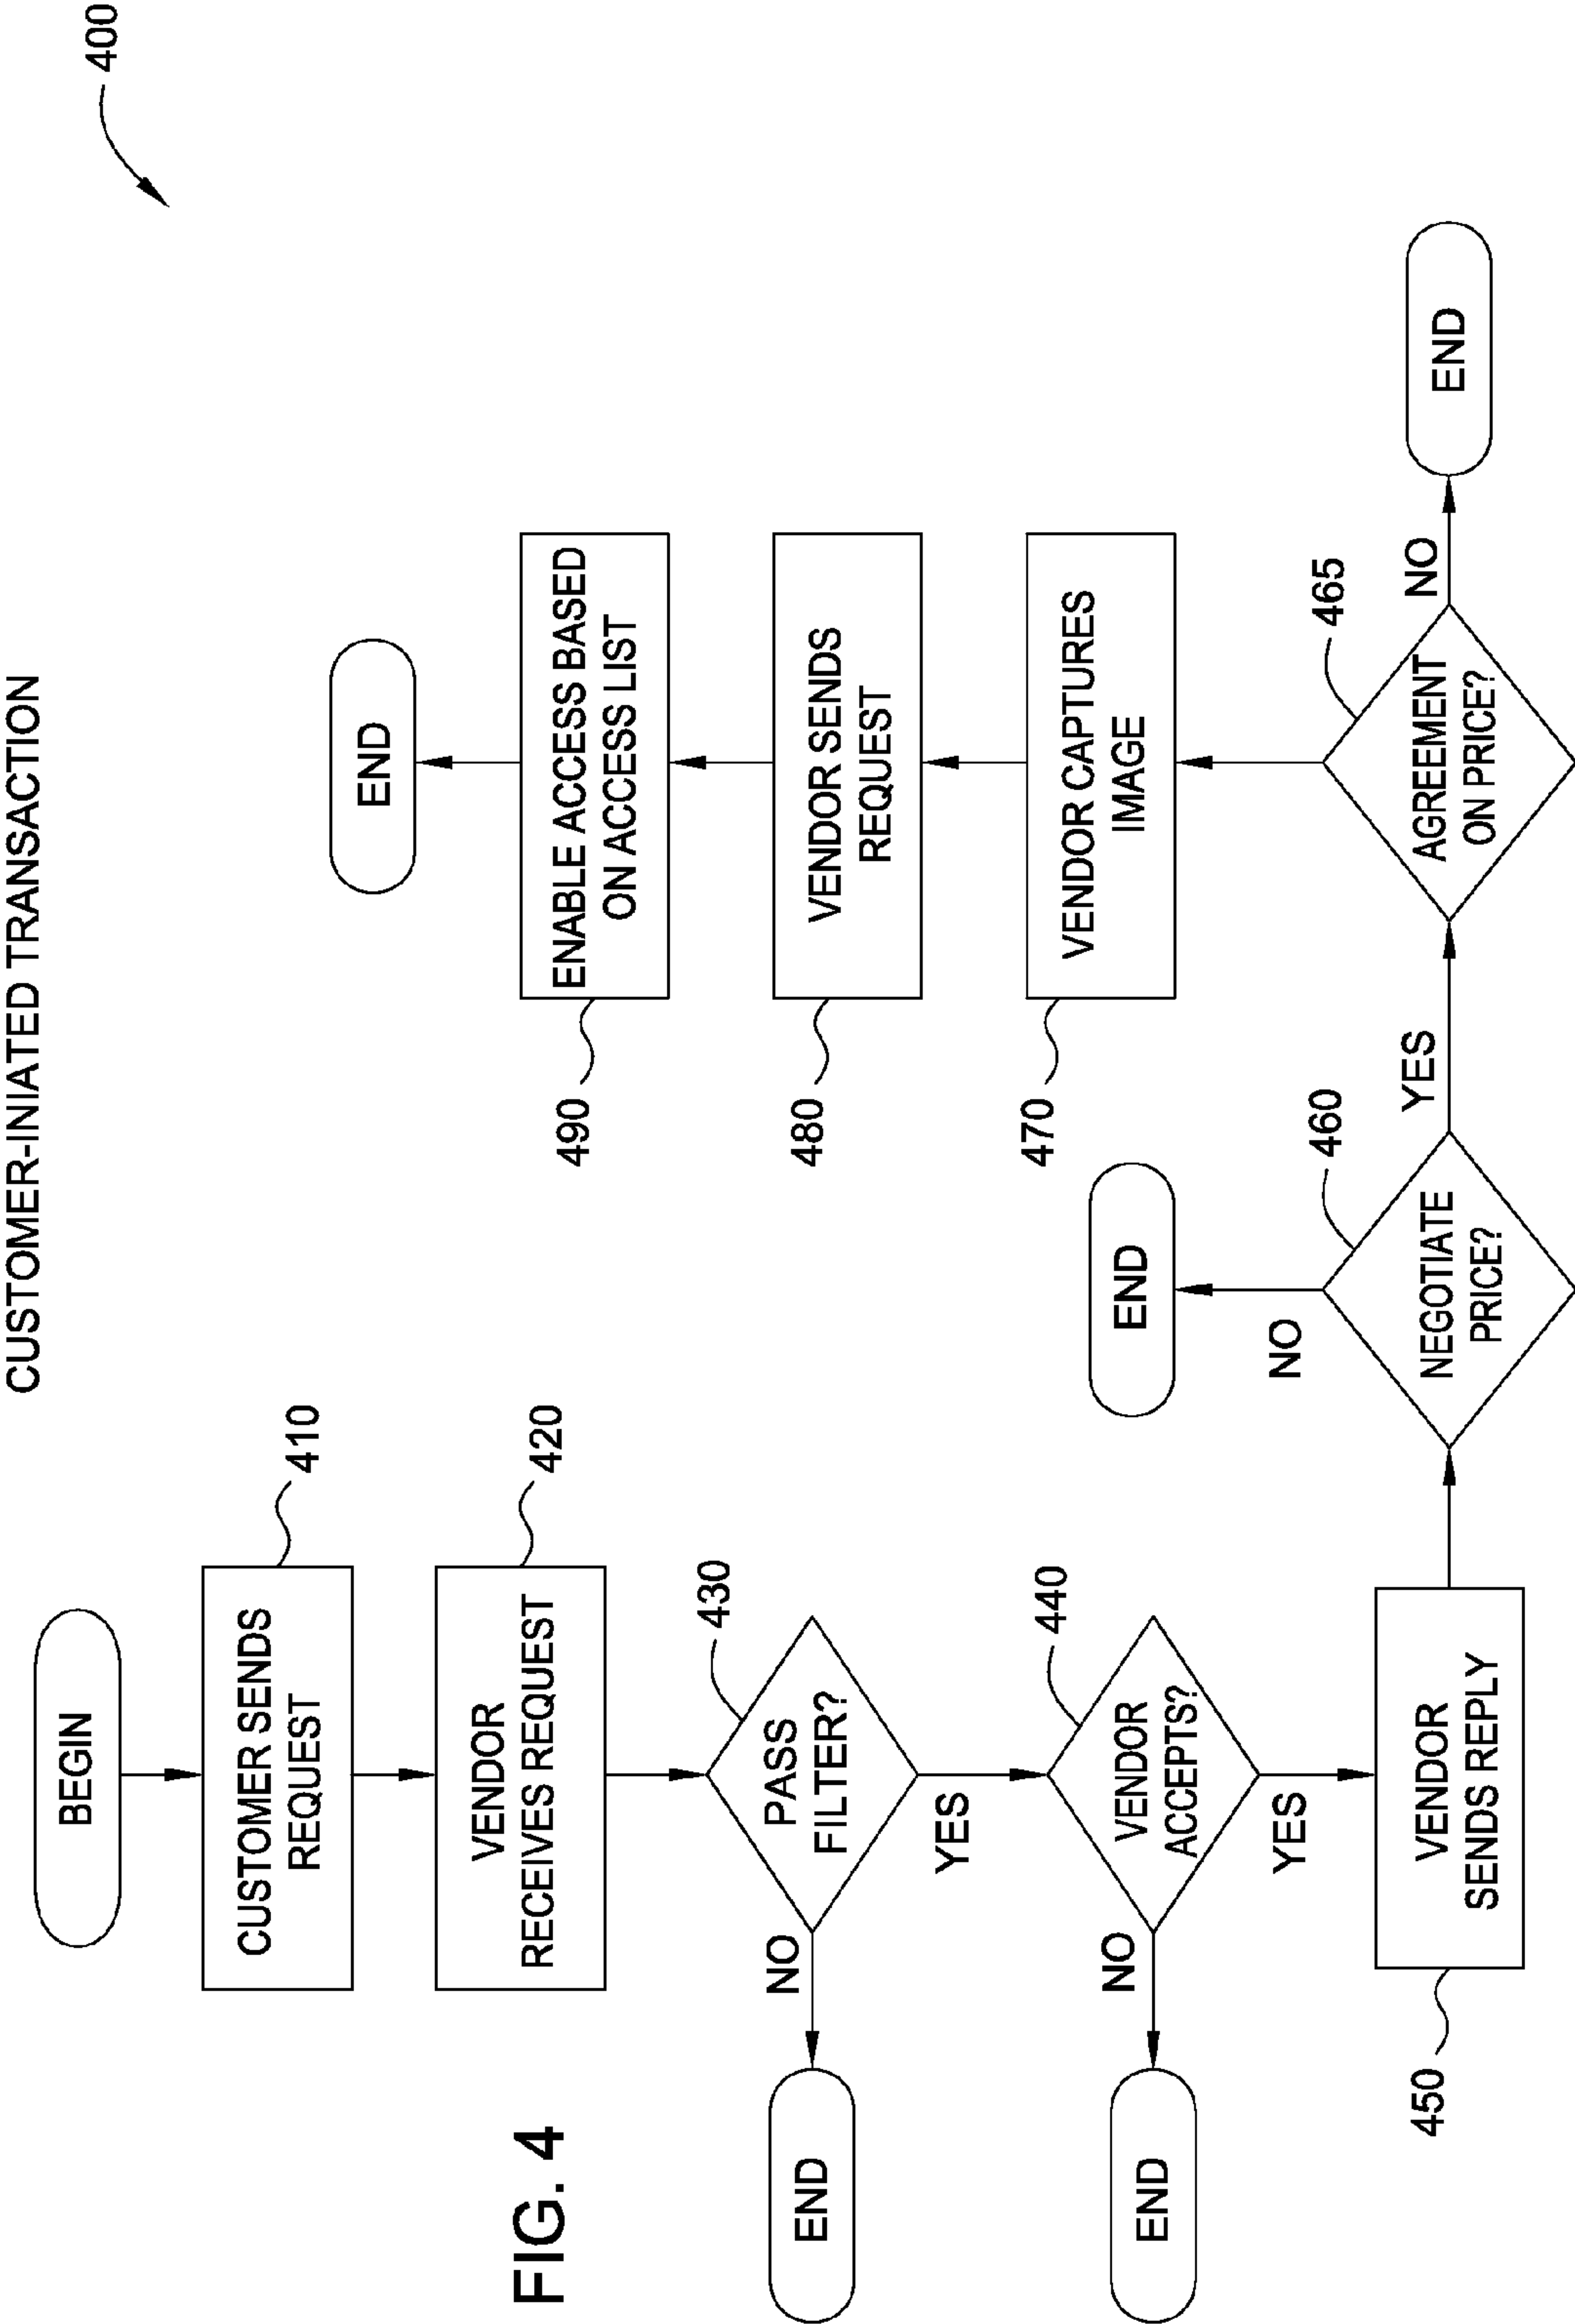 CUSTOMER-INIATED TRANSACTION
400
FIG. 4
BEGIN
CUSTOMER SENDS
REQUEST
410
VENDOR
RECEIVES REQUEST
420
PASS
FILTER?
430
NO
END
YES
VENDOR
ACCEPTS?
440
NO
END
YES
VENDOR
SENDS REPLY
450
NEGOTIATE
PRICE?
460
NO
END
YES
AGREEMENT
ON PRICE?
465
NO
END
VENDOR CAPTURES
IMAGE
470
VENDOR SENDS
REQUEST
480
ENABLE ACCESS BASED
ON ACCESS LIST
490
END